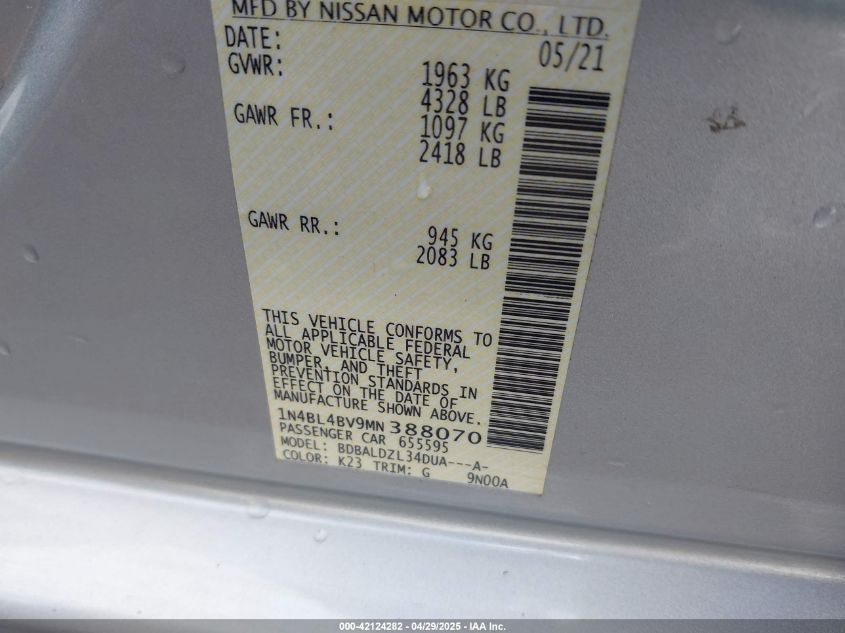 MFD BY NISSAN MOTOR CO., LTD.
DATE: 05/21
GVWR: 1963 KG
4328 LB
GAWR FR.: 1097 KG
2418 LB
GAWR RR.: 945 KG
2083 LB
THIS VEHICLE CONFORMS TO
ALL APPLICABLE FEDERAL
MOTOR VEHICLE SAFETY,
BUMPER, AND THEFT
PREVENTION STANDARDS IN
EFFECT ON THE DATE OF
MANUFACTURE SHOWN ABOVE.
1N4BL4BV9MN388070
PASSENGER CAR 655595
MODEL: BDBALDZL34DUA---A-
COLOR: K23 TRIM: G 9N00A
000-42124282 - 04/29/2025 - IAA Inc.